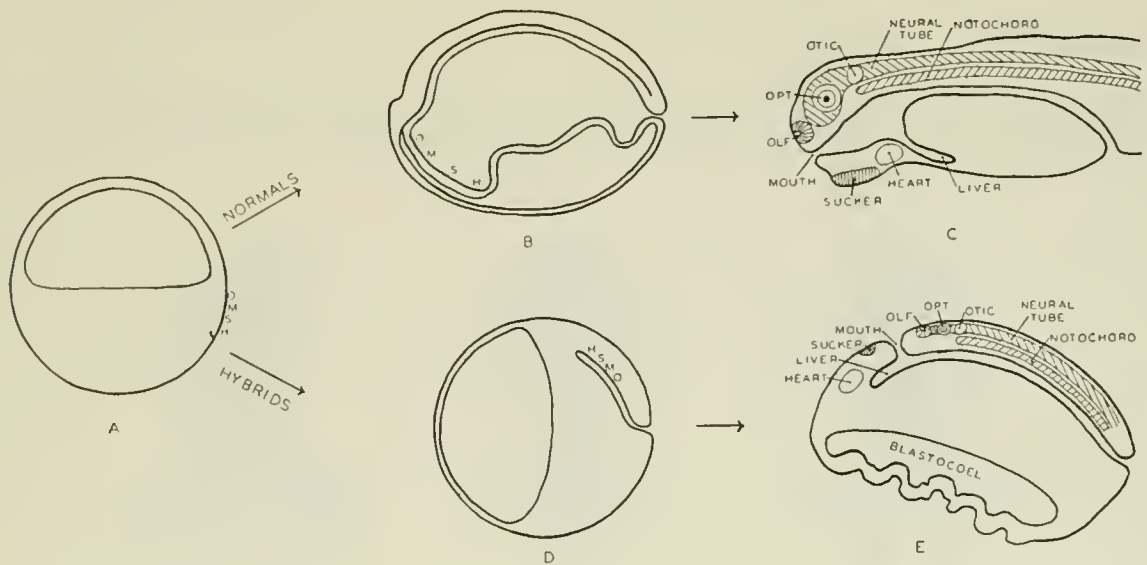 A
O
M
S
H
NORMALS
HYBRIDS
O
M
S
H
B
NEURAL
TUBE
NOTOCHORD
OTIC
OPT
OLF
MOUTH
SUCKER
HEART
LIVER
C
H
S
M
O
D
OLF
OPT
OTIC
NEURAL
TUBE
NOTOCHORD
MOUTH
SUCKER
LIVER
HEART
BLASTOCOEL
E